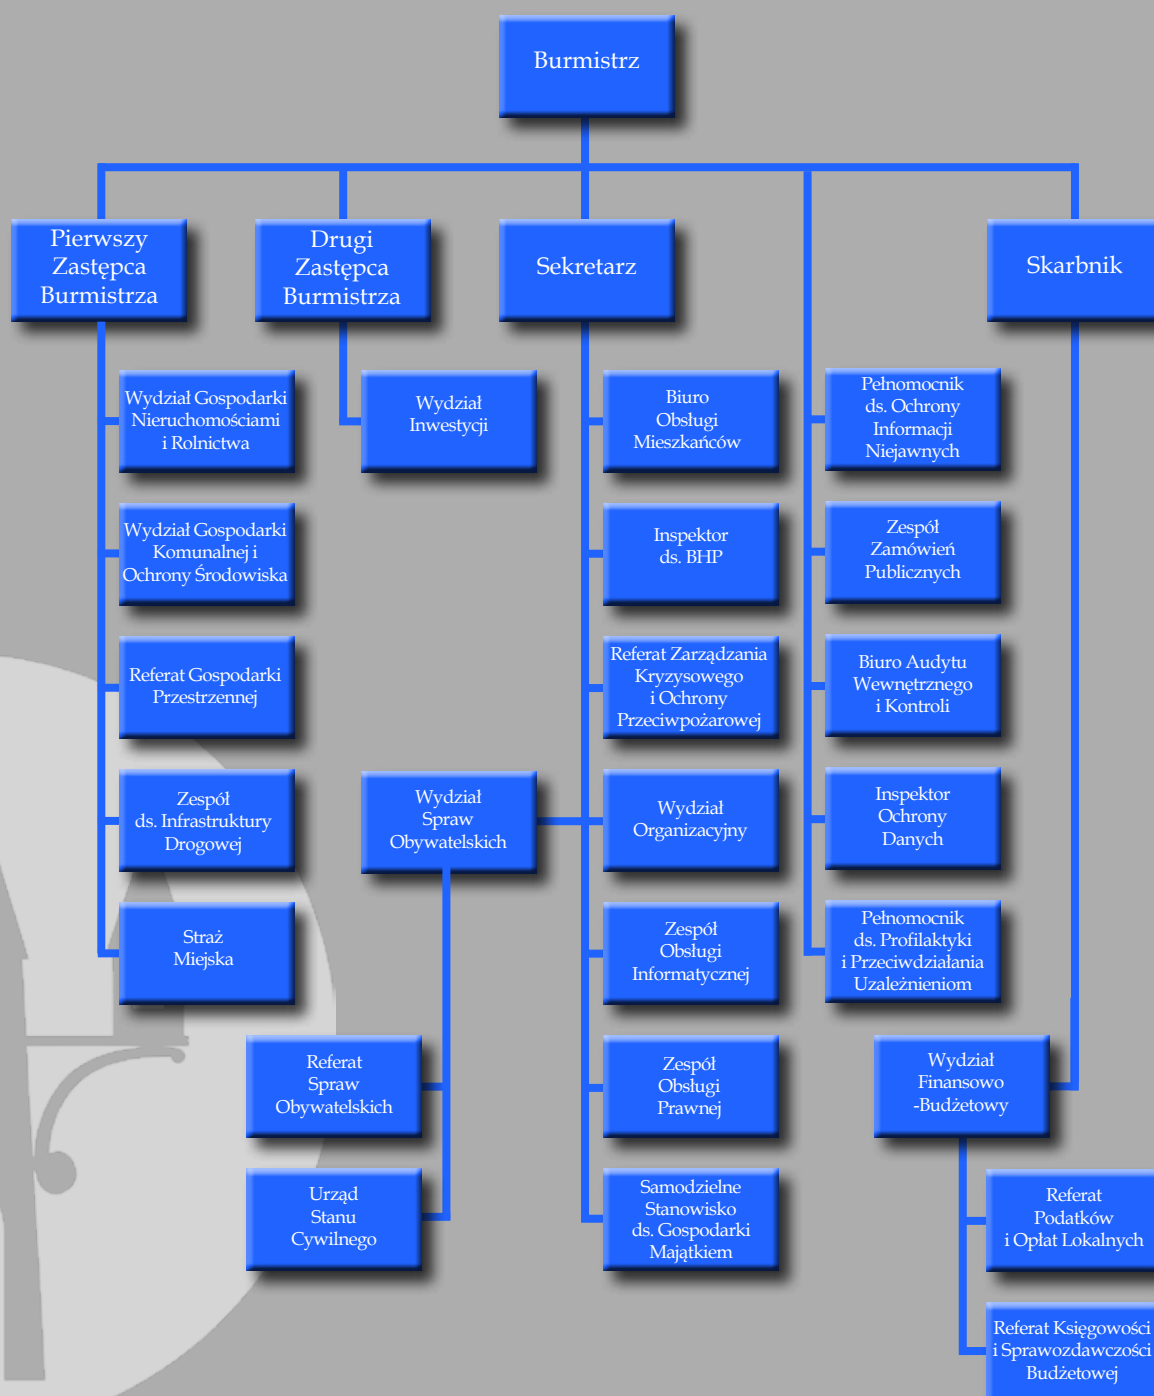 Burmistrz
Pierwszy
Zastępca
Burmistrza
Drugi
Zastępca
Burmistrza
Sekretarz
Skarbnik
Wydział Gospodarki
Nieruchomościami
i Rolnictwa
Wydział
Inwestycji
Biuro
Obsługi
Mieszkańców
Pełnomocnik
ds. Ochrony
Informacji
Niejawnych
Wydział Gospodarki
Komunalnej i
Ochrony Środowiska
Inspektor
ds. BHP
Zespół
Zamówień
Publicznych
Referat Gospodarki
Przestrzennej
Referat Zarządzania
Kryzysowego
i Ochrony
Przeciwpożarowej
Biuro Audytu
Wewnętrznego
i Kontroli
Zespół
ds. Infrastruktury
Drogowej
Wydział
Spraw
Obywatelskich
Wydział
Organizacyjny
Inspektor
Ochrony
Danych
Straż
Miejska
Zespół
Obsługi
Informatycznej
Pełnomocnik
ds. Profilaktyki
i Przeciwdziałania
Uzależnieniom
Referat
Spraw
Obywatelskich
Zespół
Obsługi
Prawnej
Wydział
Finansowo
-Budżetowy
Urząd
Stanu
Cywilnego
Samodzielne
Stanowisko
ds. Gospodarki
Majątkiem
Referat
Podatków
i Opłat Lokalnych
Referat Księgowości
i Sprawozdawczości
Budżetowej